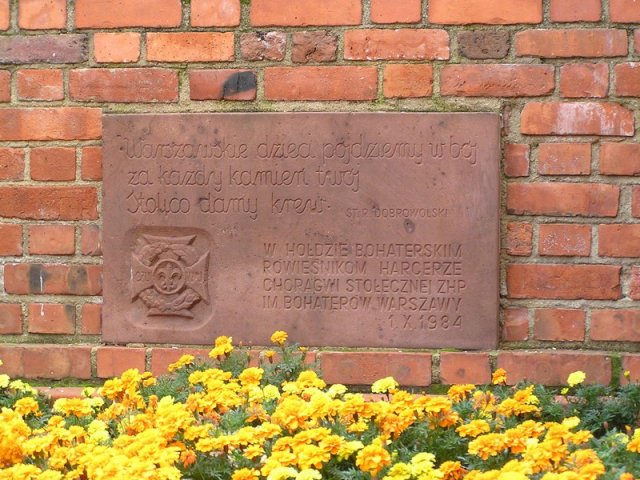 Warszawskie dzieci pójdziemy w bój
za każdy kamień twój
Stolico damy krew.
ST. R. DOBROWOLSKI
W HOŁDZIE BOHATERSKIM
RÓWIEŚNIKOM HARCERZE
CHORĄGWI STOŁECZNEJ ZHP
IM BOHATERÓW WARSZAWY
1.X.1984